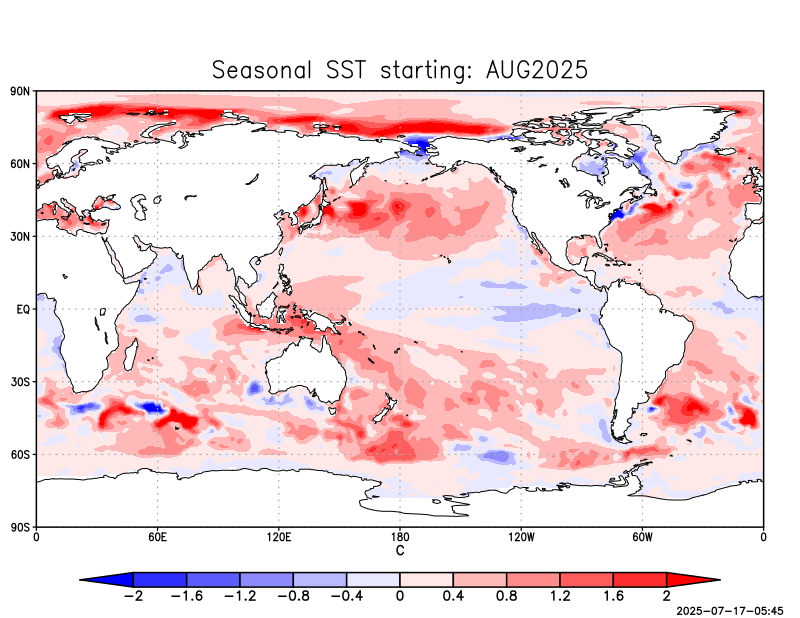 Seasonal SST starting: AUG2025
90N
60N
30N
EQ
30S
60S
90S
0 60E 120E 180 120W 60W 0
C
-2 -1.6 -1.2 -0.8 -0.4 0 0.4 0.8 1.2 1.6 2
2025-07-17-05:45